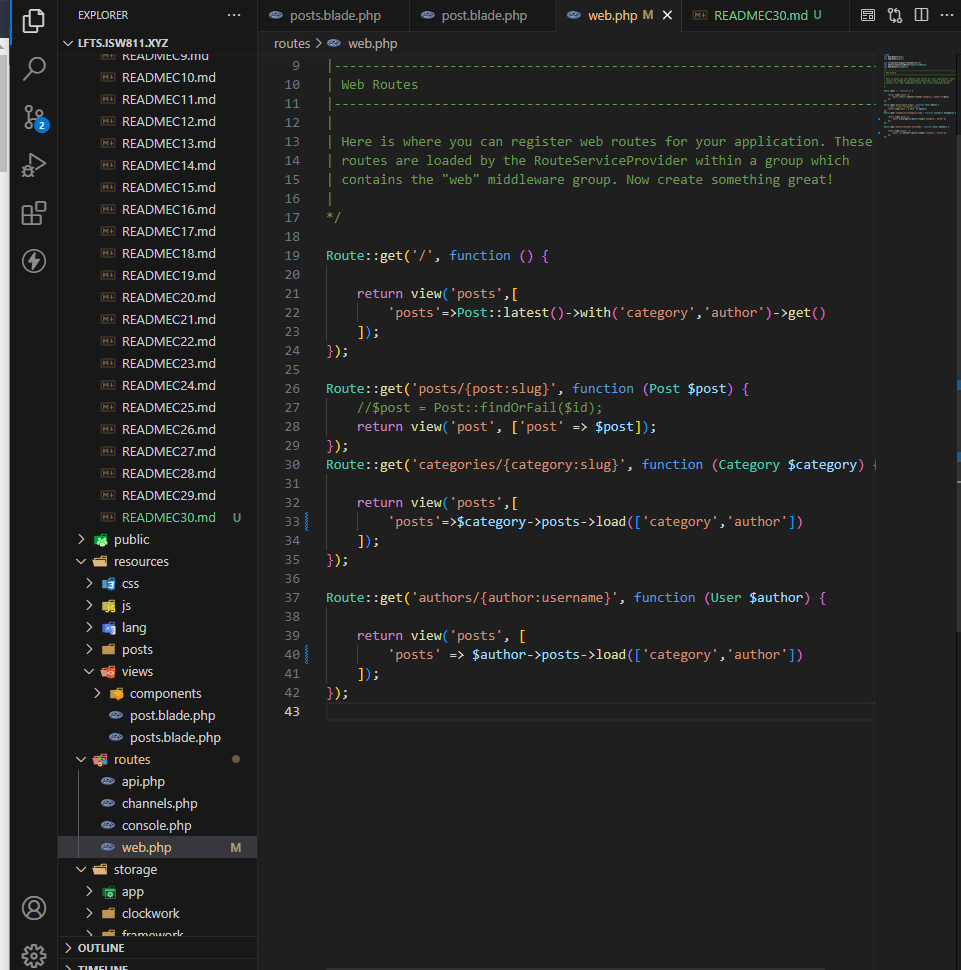 EXPLORER
posts.blade.php
post.blade.php
web.php M
README​C30.md U
LFTS.ISW811.XYZ
READMEC9.md
READMEC10.md
READMEC11.md
READMEC12.md
READMEC13.md
READMEC14.md
READMEC15.md
READMEC16.md
READMEC17.md
READMEC18.md
READMEC19.md
READMEC20.md
READMEC21.md
READMEC22.md
READMEC23.md
READMEC24.md
READMEC25.md
READMEC26.md
READMEC27.md
READMEC28.md
READMEC29.md
READMEC30.md U
public
resources
css
js
lang
posts
views
components
post.blade.php
posts.blade.php
routes
api.php
channels.php
console.php
web.php M
storage
app
clockwork
framework
OUTLINE
TIMELINE
2
routes > web.php
9 |----------------------------------------------------------------------
10 | Web Routes
11 |----------------------------------------------------------------------
12 |
13 | Here is where you can register web routes for your application. These
14 | routes are loaded by the RouteServiceProvider within a group which
15 | contains the "web" middleware group. Now create something great!
16 |
17 */
18
19 Route::get('/', function () {
20
21 return view('posts',[
22 'posts'=>Post::latest()->with('category','author')->get()
23 ]);
24 });
25
26 Route::get('posts/{post:slug}', function (Post $post) {
27 //$post = Post::findOrFail($id);
28 return view('post', ['post' => $post]);
29 });
30 Route::get('categories/{category:slug}', function (Category $category) {
31
32 return view('posts',[
33 'posts'=>$category->posts->load(['category','author'])
34 ]);
35 });
36
37 Route::get('authors/{author:username}', function (User $author) {
38
39 return view('posts', [
40 'posts' => $author->posts->load(['category','author'])
41 ]);
42 });
43